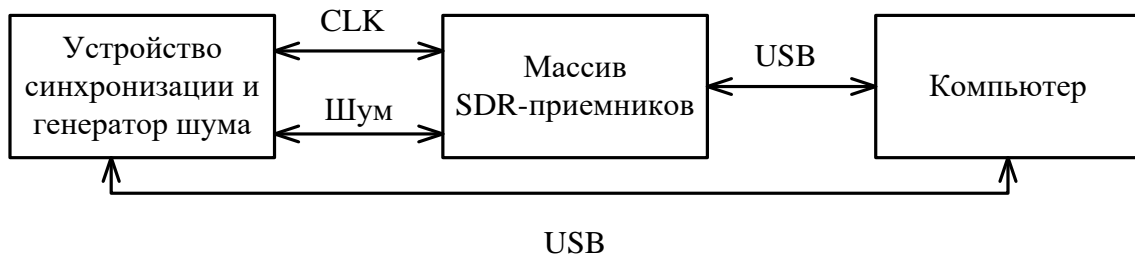 CLK
Устройство
синхронизации и
генератор шума
Шум
Массив
SDR-приемников
USB
Компьютер
USB